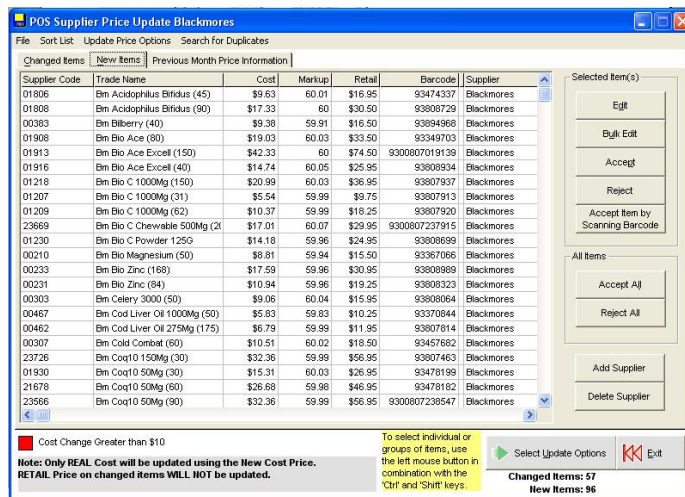 POS Supplier Price Update Blackmores
File Sort List Update Price Options Search for Duplicates
Changed Items New Items Previous Month Price Information
Supplier Code Trade Name Cost Markup Retail Barcode Supplier
01806 Bm Acidophilus Bifidus (45) $9.63 60.01 $16.95 93474337 Blackmores
01808 Bm Acidophilus Bifidus (90) $17.33 60 $30.50 93808729 Blackmores
00383 Bm Bilberry (40) $9.38 59.91 $16.50 93894968 Blackmores
01908 Bm Bio Ace (80) $19.03 60.03 $33.50 93349703 Blackmores
01913 Bm Bio Ace Excell (150) $42.33 60 $74.50 9300807019139 Blackmores
01916 Bm Bio Ace Excell (40) $14.74 60.05 $25.95 93808934 Blackmores
01218 Bm Bio C 1000Mg (150) $20.99 60.03 $36.95 93807937 Blackmores
01207 Bm Bio C 1000Mg (31) $5.54 59.99 $9.75 93807913 Blackmores
01209 Bm Bio C 1000Mg (62) $10.37 59.99 $18.25 93807920 Blackmores
23669 Bm Bio C Chewable 500Mg (20 $17.01 60.07 $29.95 9300807237915 Blackmores
01230 Bm Bio C Powder 125G $14.18 59.96 $24.95 93808699 Blackmores
00210 Bm Bio Magnesium (50) $8.81 59.94 $15.50 93367066 Blackmores
00233 Bm Bio Zinc (168) $17.59 59.96 $30.95 93808989 Blackmores
00231 Bm Bio Zinc (84) $10.94 59.96 $19.25 93808323 Blackmores
00303 Bm Celery 3000 (50) $9.06 60.04 $15.95 93808064 Blackmores
00467 Bm Cod Liver Oil 1000Mg (50) $5.83 59.83 $10.25 93370844 Blackmores
00462 Bm Cod Liver Oil 275Mg (175) $6.79 59.99 $11.95 93807814 Blackmores
00307 Bm Cold Combat (60) $10.51 60.02 $18.50 93457682 Blackmores
23726 Bm Coq10 150Mg (30) $32.36 59.99 $56.95 93807463 Blackmores
01930 Bm Coq10 50Mg (30) $15.31 60.03 $26.95 93478199 Blackmores
21678 Bm Coq10 50Mg (60) $26.68 59.98 $46.95 93478182 Blackmores
23566 Bm Coq10 50Mg (90) $32.36 59.99 $56.95 9300807238547 Blackmores
Selected Item(s)
Edit
Bulk Edit
Accept
Reject
Accept Item by
Scanning Barcode
All Items
Accept All
Reject All
Add Supplier
Delete Supplier
Cost Change Greater than $10
Note: Only REAL Cost will be updated using the New Cost Price.
RETAIL Price on changed items WILL NOT be updated.
To select individual or
groups of items, use
the left mouse button in
combination with the
'Ctrl' and 'Shift' keys.
Select Update Options Exit
Changed Items: 57
New Items: 96